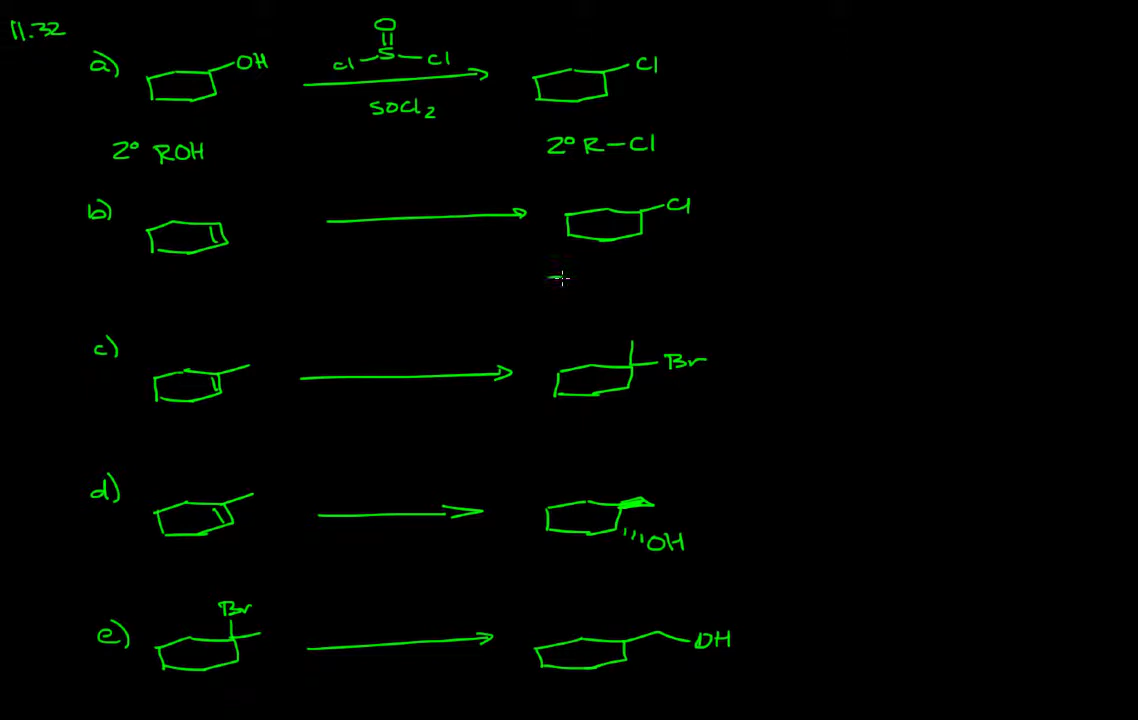 11.32
a) OH Cl S O Cl SOCl2 Cl
2° ROH 2° R-Cl
b) Cl
c) Br
d) OH
e) Br OH